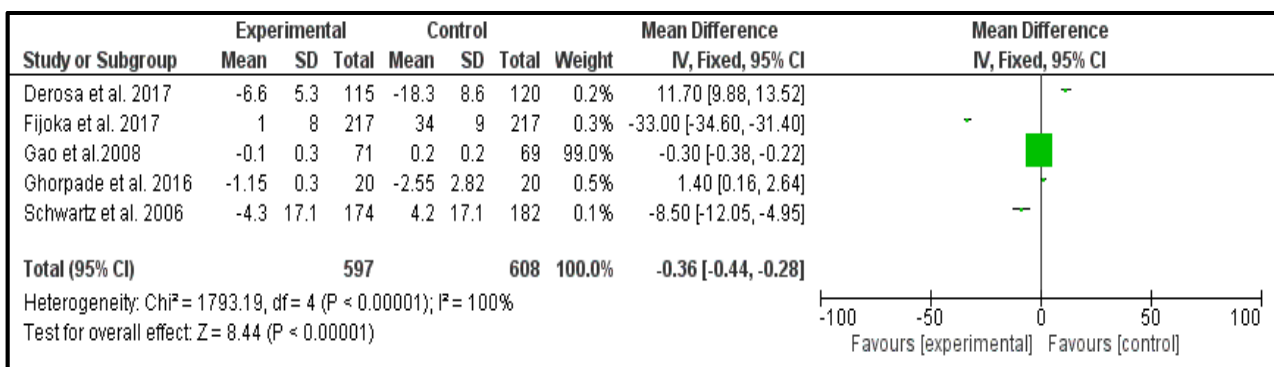 Experimental Control Mean Difference Mean Difference
Study or Subgroup Mean SD Total Mean SD Total Weight IV, Fixed, 95% CI IV, Fixed, 95% CI
Derosa et al. 2017 -6.6 5.3 115 -18.3 8.6 120 0.2% 11.70 [9.88, 13.52]
Fijoka et al. 2017 1 8 217 34 9 217 0.3% -33.00 [-34.60, -31.40]
Gao et al.2008 -0.1 0.3 71 0.2 0.2 69 99.0% -0.30 [-0.38, -0.22]
Ghorpade et al. 2016 -1.15 0.3 20 -2.55 2.82 20 0.5% 1.40 [0.16, 2.64]
Schwartz et al. 2006 -4.3 17.1 174 4.2 17.1 182 0.1% -8.50 [-12.05, -4.95]
Total (95% CI) 597 608 100.0% -0.36 [-0.44, -0.28]
Heterogeneity: Chi² = 1793.19, df = 4 (P < 0.00001); I² = 100%
Test for overall effect: Z = 8.44 (P < 0.00001)
-100 -50 0 50 100
Favours [experimental] Favours [control]